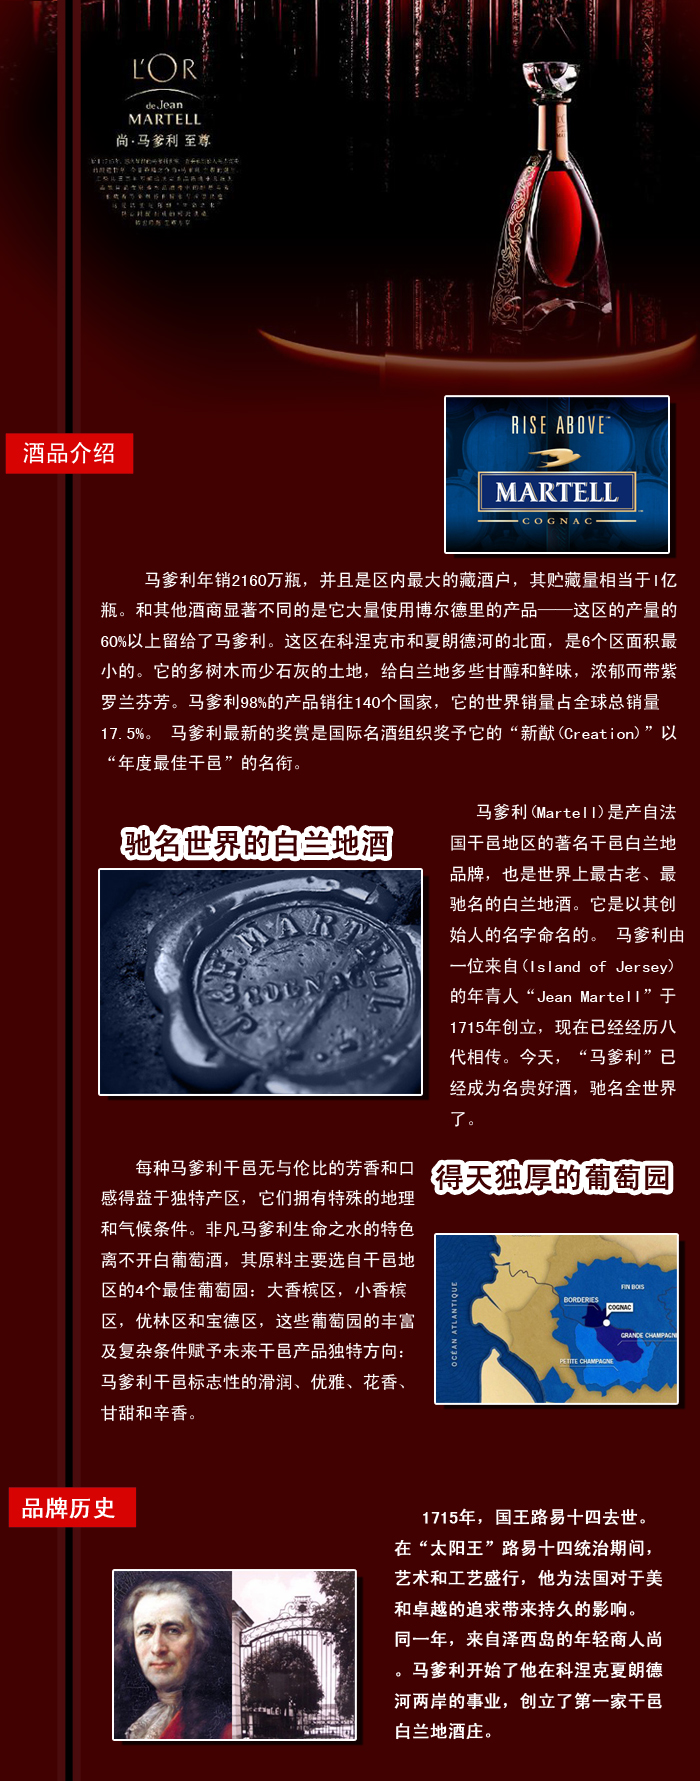 L'OR
de Jean
MARTELL
尚·马爹利 至尊
RISE ABOVE™
MARTELL
COGNAC
酒品介绍
马爹利年销2160万瓶，并且是区内最大的藏酒户，其贮藏量相当于1亿
瓶。和其他酒商显著不同的是它大量使用博尔德里的产品——这区的产量的
60%以上留给了马爹利。这区在科涅克市和夏朗德河的北面，是6个区面积最
小的。它的多树木而少石灰的土地，给白兰地多些甘醇和鲜味，浓郁而带紫
罗兰芬芳。马爹利98%的产品销往140个国家，它的世界销量占全球总销量
17.5%。 马爹利最新的奖赏是国际名酒组织奖予它的“新猷(Creation)”以
“年度最佳干邑”的名衔。
驰名世界的白兰地酒
J&F. MARTELL
COGNAC
马爹利(Martell)是产自法
国干邑地区的著名干邑白兰地
品牌，也是世界上最古老、最
驰名的白兰地酒。它是以其创
始人的名字命名的。 马爹利由
一位来自(Island of Jersey)
的年青人“Jean Martell”于
1715年创立，现在已经经历八
代相传。今天，“马爹利”已
经成为名贵好酒，驰名全世界
了。
每种马爹利干邑无与伦比的芳香和口
感得益于独特产区，它们拥有特殊的地理
和气候条件。非凡马爹利生命之水的特色
离不开白葡萄酒，其原料主要选自干邑地
区的4个最佳葡萄园：大香槟区，小香槟
区，优林区和宝德区，这些葡萄园的丰富
及复杂条件赋予未来干邑产品独特方向：
马爹利干邑标志性的滑润、优雅、花香、
甘甜和辛香。
得天独厚的葡萄园
OCÉAN ATLANTIQUE
FIN BOIS
BORDERIES
COGNAC
GRANDE CHAMPAGNE
PETITE CHAMPAGNE
品牌历史
1715年，国王路易十四去世。
在“太阳王”路易十四统治期间，
艺术和工艺盛行，他为法国对于美
和卓越的追求带来持久的影响。
同一年，来自泽西岛的年轻商人尚
。马爹利开始了他在科涅克夏朗德
河两岸的事业，创立了第一家干邑
白兰地酒庄。